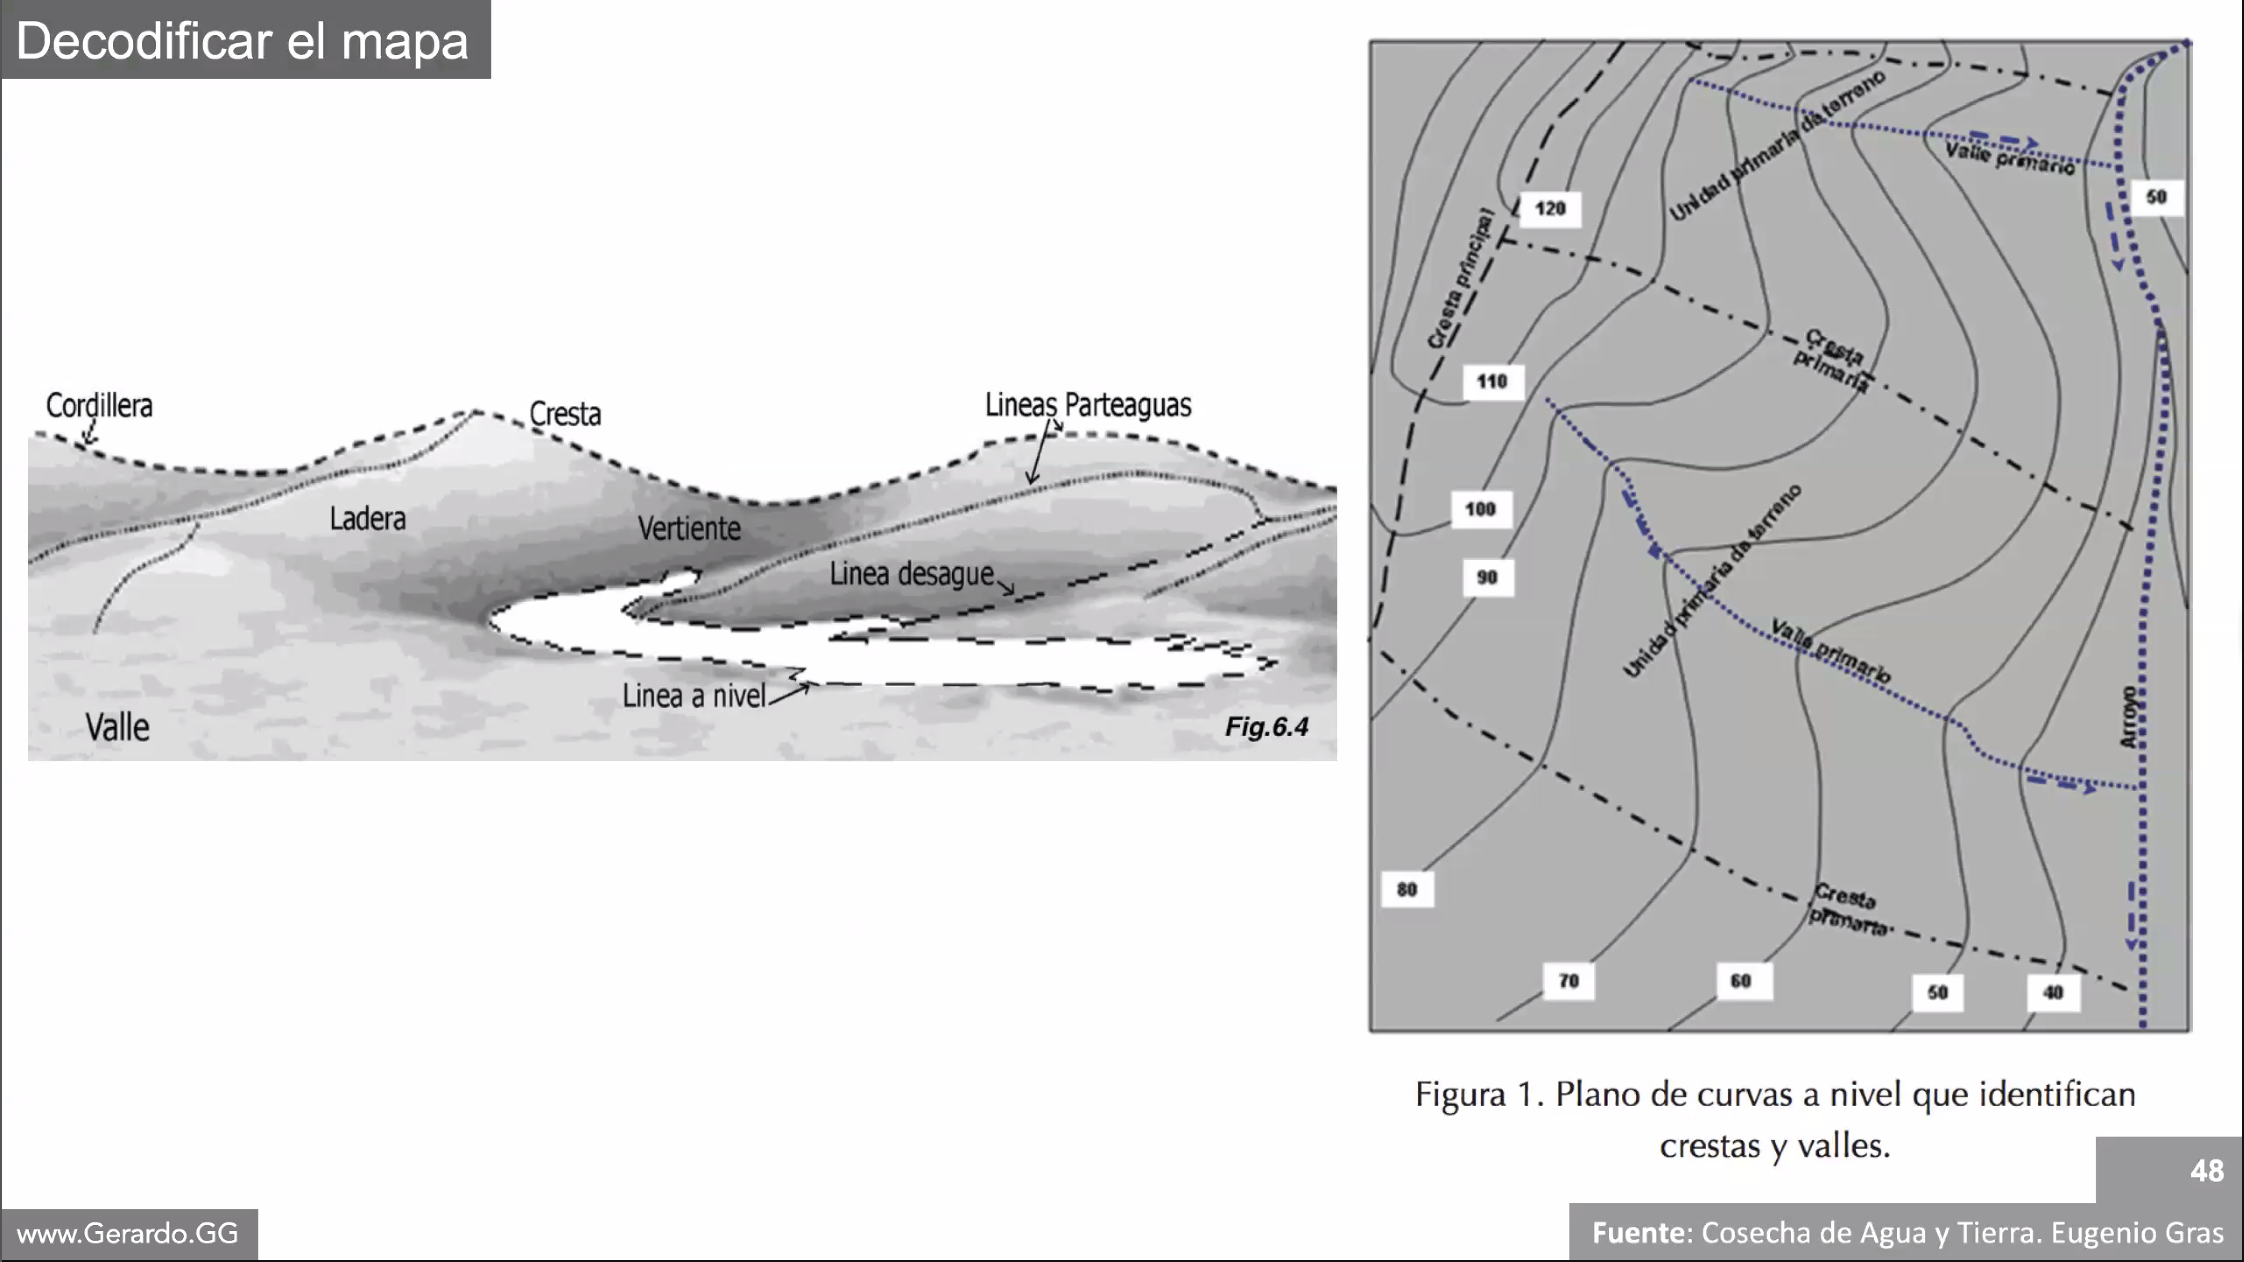 Decodificar el mapa
Cordillera
Cresta
Lineas Parteaguas
Ladera
Vertiente
Linea desague
Linea a nivel
Valle
Fig.6.4
Unidad primaria de terreno
Valle primario
50
120
Cresta principal
110
Cresta
primaria
100
90
Unidad primaria de terreno
Valle primario
Arroyo
80
Cresta
primaria
70
60
50
40
Figura 1. Plano de curvas a nivel que identifican
crestas y valles.
48
www.Gerardo.GG
Fuente: Cosecha de Agua y Tierra. Eugenio Gras